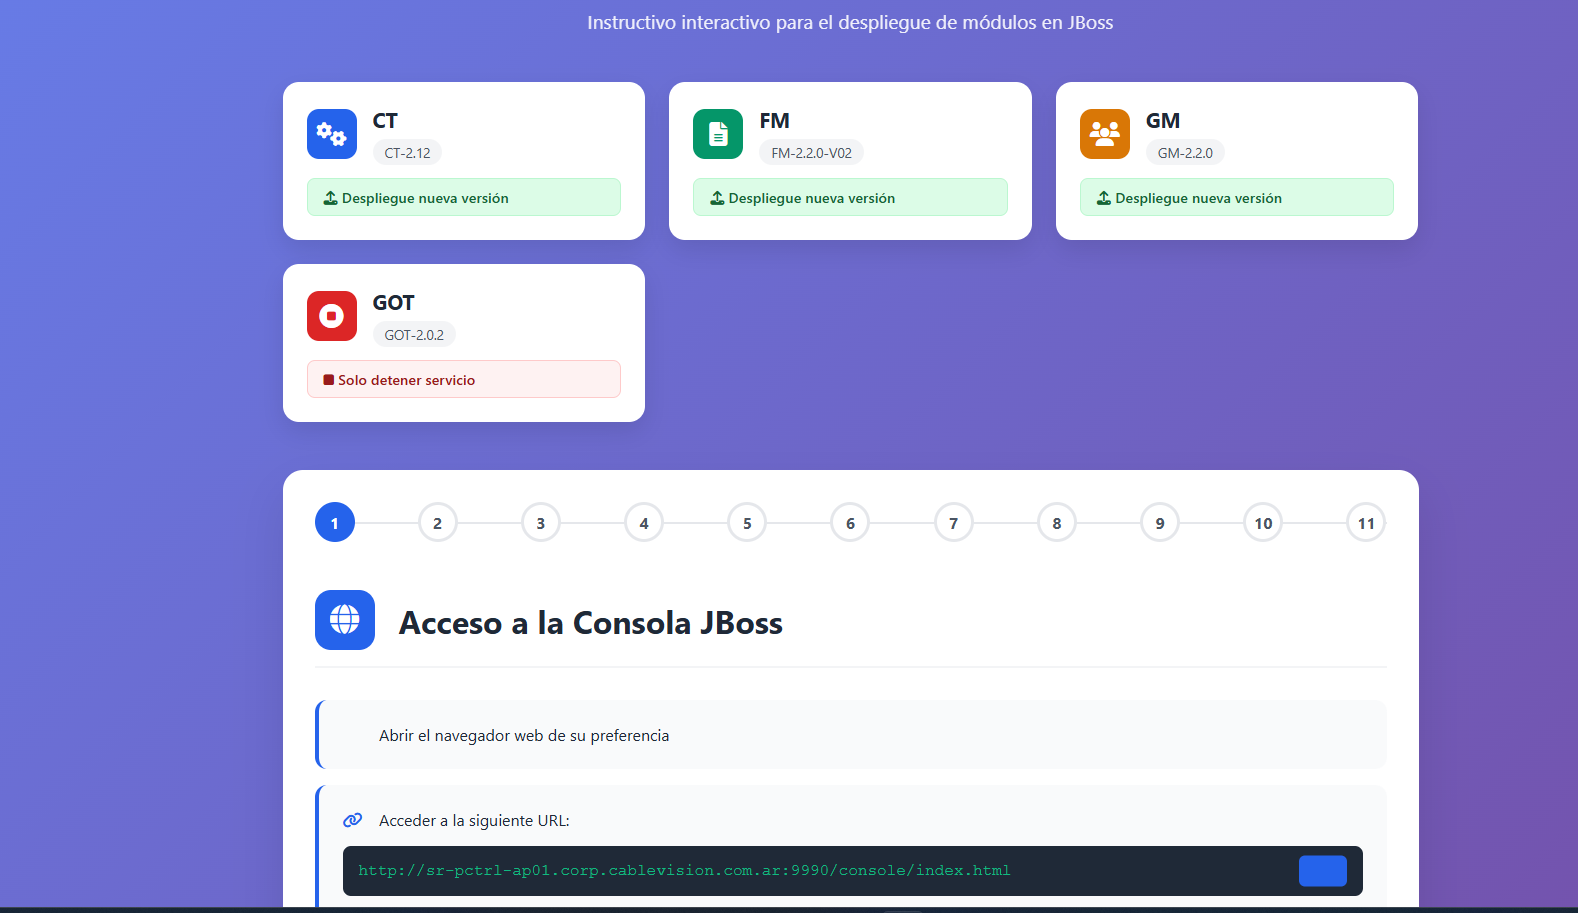 Instructivo interactivo para el despliegue de módulos en JBoss
CT
CT-2.12
Despliegue nueva versión
FM
FM-2.2.0-V02
Despliegue nueva versión
GM
GM-2.2.0
Despliegue nueva versión
GOT
GOT-2.0.2
Solo detener servicio
1 2 3 4 5 6 7 8 9 10 11
Acceso a la Consola JBoss
Abrir el navegador web de su preferencia
Acceder a la siguiente URL:
http://sr-pctrl-ap01.corp.cablevision.com.ar:9990/console/index.html